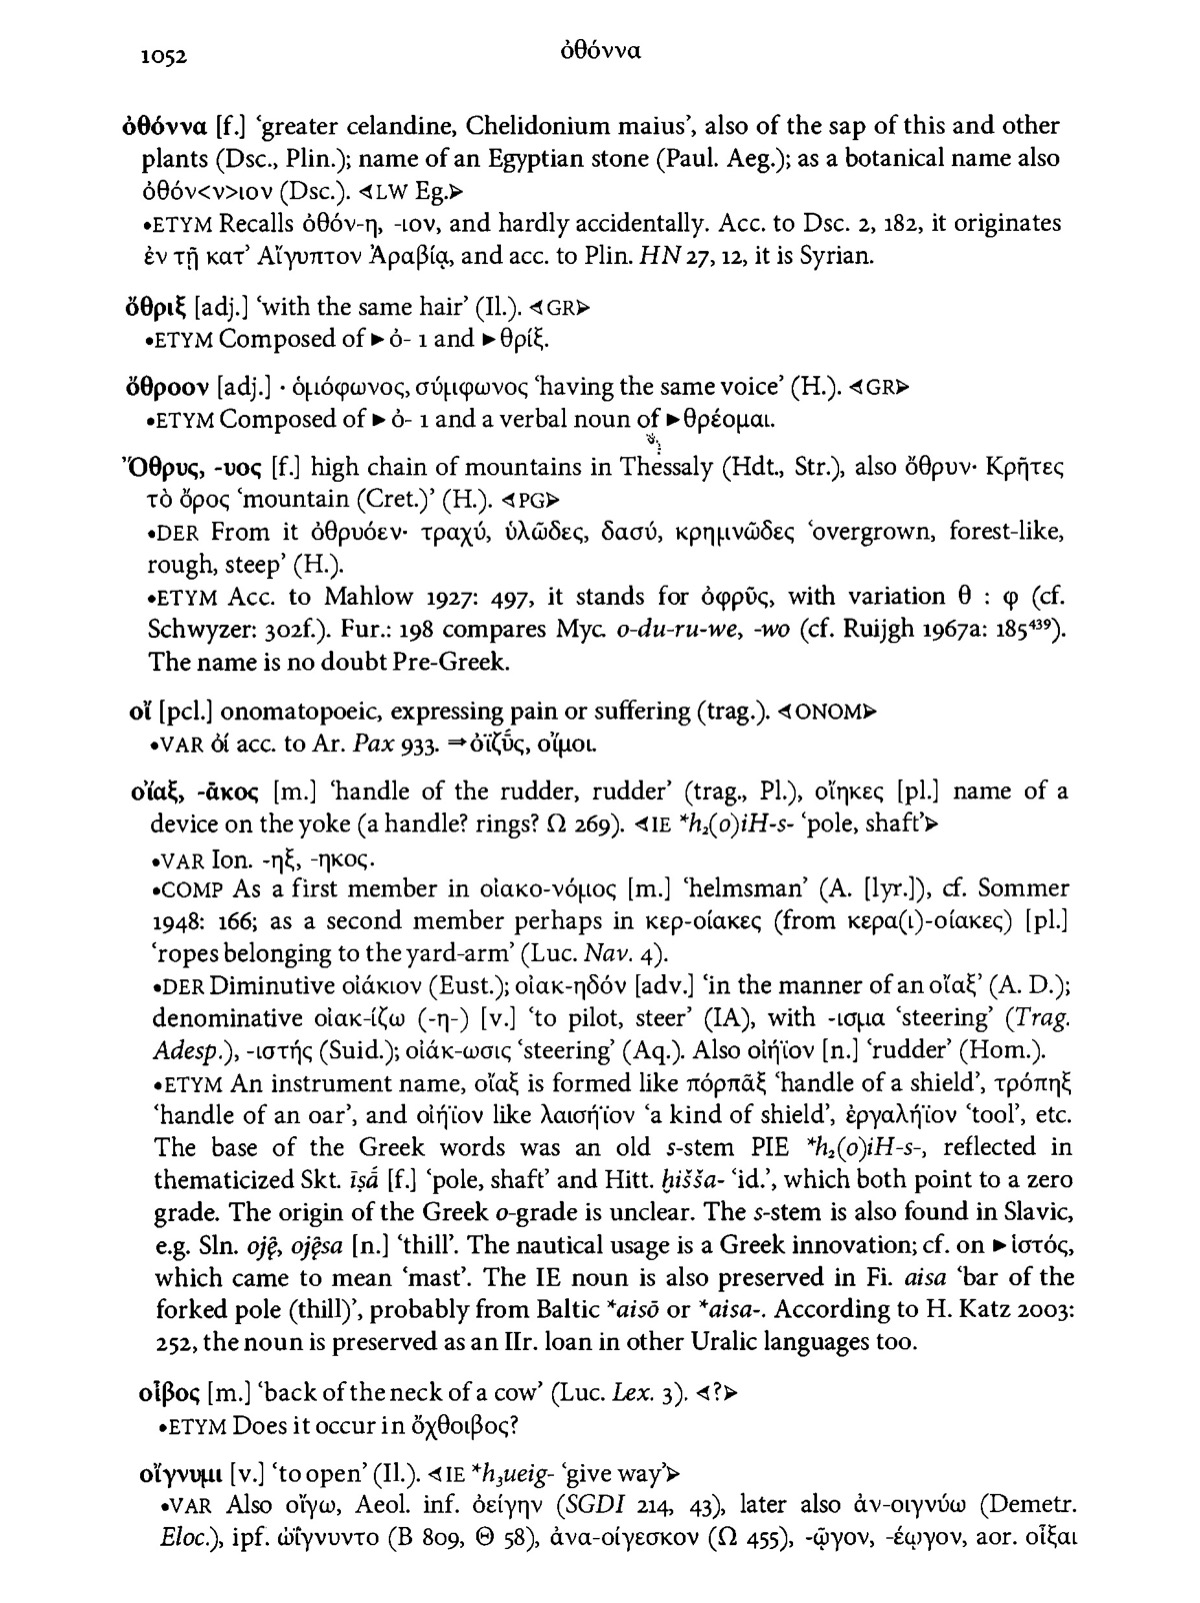 1052
ὀθόννα
ὀθόννα [f.] ‘greater celandine, Chelidonium maius’, also of the sap of this and other
plants (Dsc., Plin.); name of an Egyptian stone (Paul. Aeg.); as a botanical name also
ὀθόν<ν>ιον (Dsc.). ⊲LW Eg.⊳
•ETYM Recalls ὀθόν-η, -ιον, and hardly accidentally. Acc. to Dsc. 2, 182, it originates
ἐν τῇ κατ’ Αἴγυπτον Ἀραβίᾳ, and acc. to Plin. HN 27, 12, it is Syrian.
ὄθριξ [adj.] ‘with the same hair’ (Il.). ⊲GR⊳
•ETYM Composed of ►ὀ- 1 and ►θρίξ.
ὄθροον [adj.] · ὁμόφωνος, σύμφωνος ‘having the same voice’ (H.). ⊲GR⊳
•ETYM Composed of ►ὀ- 1 and a verbal noun of ►θρέομαι.
Ὄθρυς, -υος [f.] high chain of mountains in Thessaly (Hdt., Str.), also ὄθρυν· Κρῆτες
τὸ ὄρος ‘mountain (Cret.)’ (H.). ⊲PG⊳
•DER From it ὀθρυόεν· τραχύ, ὑλῶδες, δασύ, κρημνῶδες ‘overgrown, forest-like,
rough, steep’ (H.).
•ETYM Acc. to Mahlow 1927: 497, it stands for ὀφρῦς, with variation θ : φ (cf.
Schwyzer: 302f.). Fur.: 198 compares Myc. o-du-ru-we, -wo (cf. Ruijgh 1967a: 185⁴³⁹).
The name is no doubt Pre-Greek.
οἴ [pcl.] onomatopoeic, expressing pain or suffering (trag.). ⊲ONOM⊳
•VAR ὀί acc. to Ar. Pax 933. ⇒ὀϊζῡ́ς, οἴμοι.
οἴαξ, -ᾱκος [m.] ‘handle of the rudder, rudder’ (trag., Pl.), οἴηκες [pl.] name of a
device on the yoke (a handle? rings? Ω 269). ⊲IE *h₂(o)iH-s- ‘pole, shaft’⊳
•VAR Ion. -ηξ, -ηκος.
•COMP As a first member in οἰακο-νόμος [m.] ‘helmsman’ (A. [lyr.]), cf. Sommer
1948: 166; as a second member perhaps in κερ-οίακες (from κερα(ι)-οίακες) [pl.]
‘ropes belonging to the yard-arm’ (Luc. Nav. 4).
•DER Diminutive οἰάκιον (Eust.); οἰακ-ηδόν [adv.] ‘in the manner of an οἴαξ’ (A. D.);
denominative οἰακ-ίζω (-η-) [v.] ‘to pilot, steer’ (IA), with -ισμα ‘steering’ (Trag.
Adesp.), -ιστής (Suid.); οἰάκ-ωσις ‘steering’ (Aq.). Also οἰήϊον [n.] ‘rudder’ (Hom.).
•ETYM An instrument name, οἴαξ is formed like πόρπᾱξ ‘handle of a shield’, τρόπηξ
‘handle of an oar’, and οἰήϊον like λαισήϊον ‘a kind of shield’, ἐργαλήϊον ‘tool’, etc.
The base of the Greek words was an old s-stem PIE *h₂(o)iH-s-, reflected in
thematicized Skt. īṣā́ [f.] ‘pole, shaft’ and Hitt. ḫišša- ‘id.’, which both point to a zero
grade. The origin of the Greek o-grade is unclear. The s-stem is also found in Slavic,
e.g. Sln. ojȩ̂, ojȩ̂sa [n.] ‘thill’. The nautical usage is a Greek innovation; cf. on ►ἱστός,
which came to mean ‘mast’. The IE noun is also preserved in Fi. aisa ‘bar of the
forked pole (thill)’, probably from Baltic *aisō or *aisa-. According to H. Katz 2003:
252, the noun is preserved as an IIr. loan in other Uralic languages too.
οἶβος [m.] ‘back of the neck of a cow’ (Luc. Lex. 3). ⊲?⊳
•ETYM Does it occur in ὄχθοιβος?
οἴγνυμι [v.] ‘to open’ (Il.). ⊲IE *h₃ueig- ‘give way’⊳
•VAR Also οἴγω, Aeol. inf. ὀείγην (SGDI 214, 43), later also ἀν-οιγνύω (Demetr.
Eloc.), ipf. ὠΐγνυντο (Β 809, Θ 58), ἀνα-οίγεσκον (Ω 455), -ῷγον, -έῳγον, aor. οἶξαι